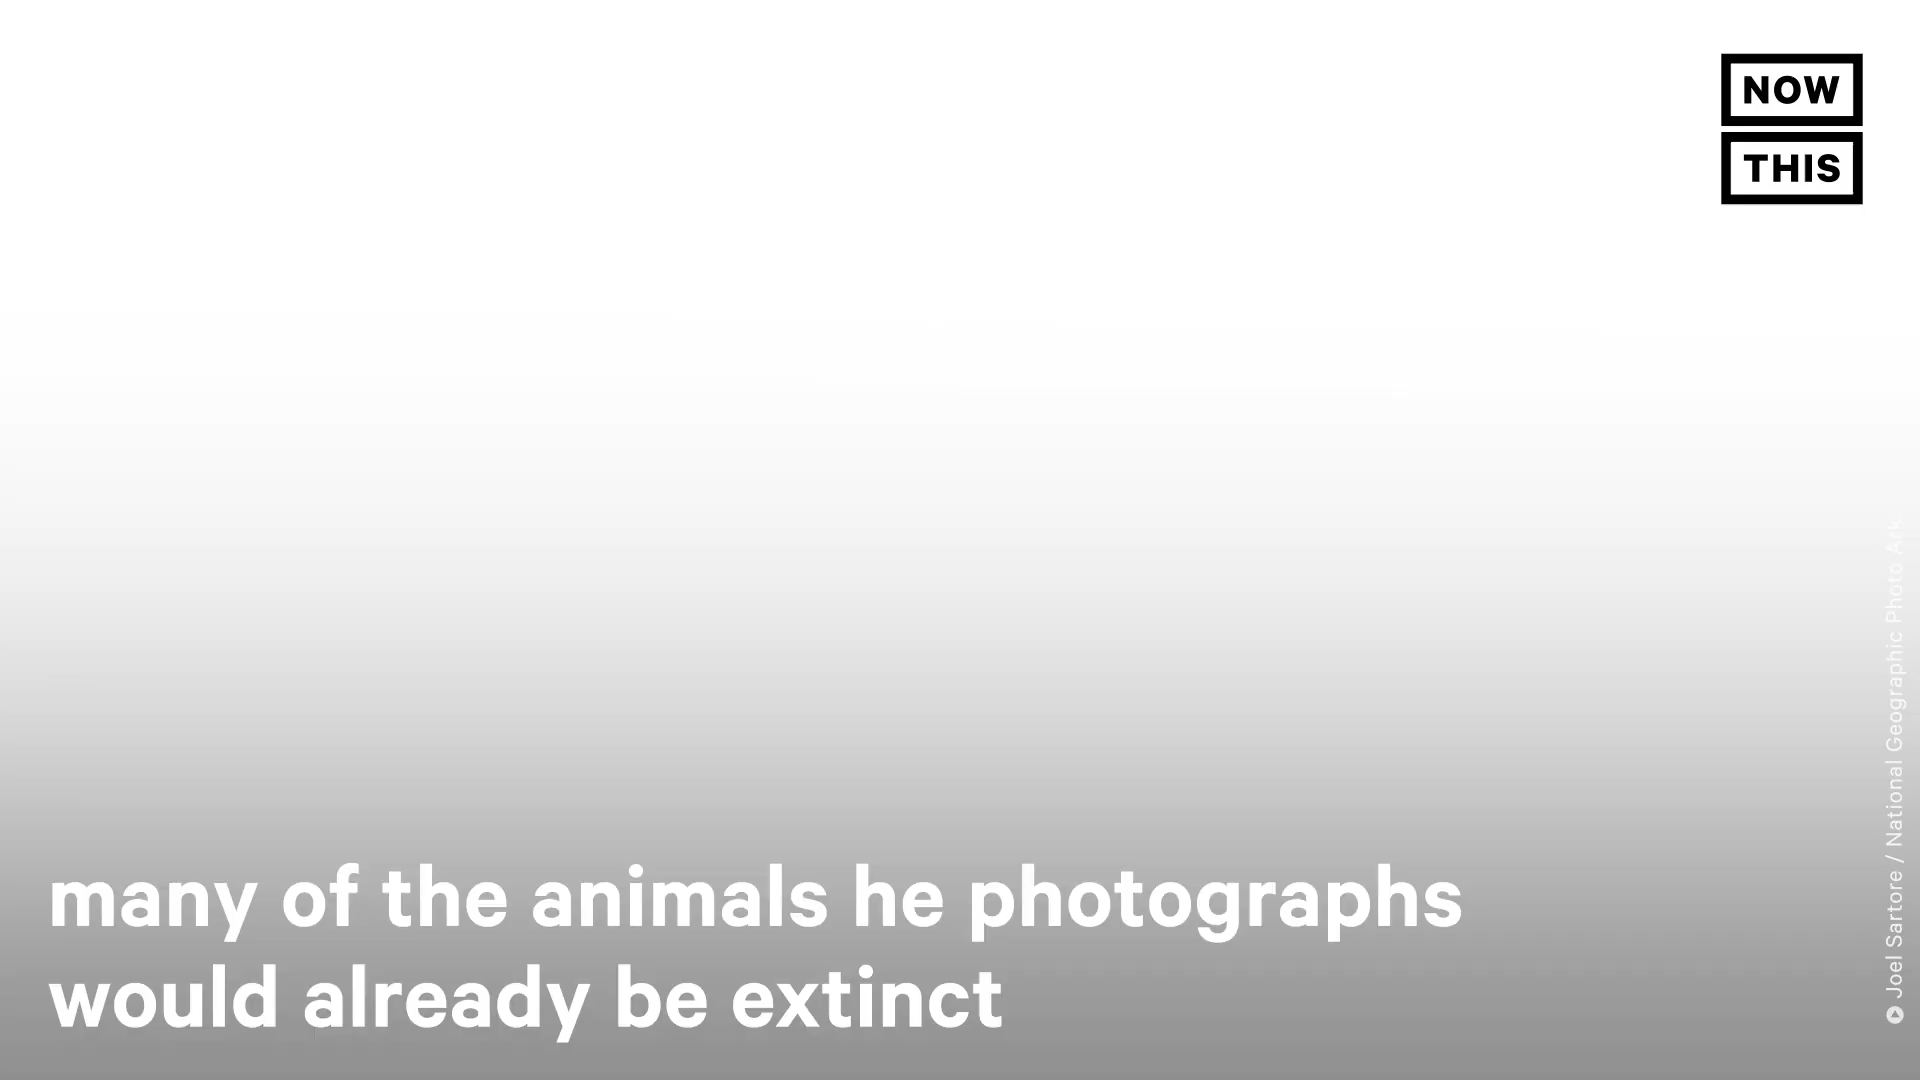 NOW
THIS
many of the animals he photographs
would already be extinct
Joel Sartore / National Geographic Photo Ark